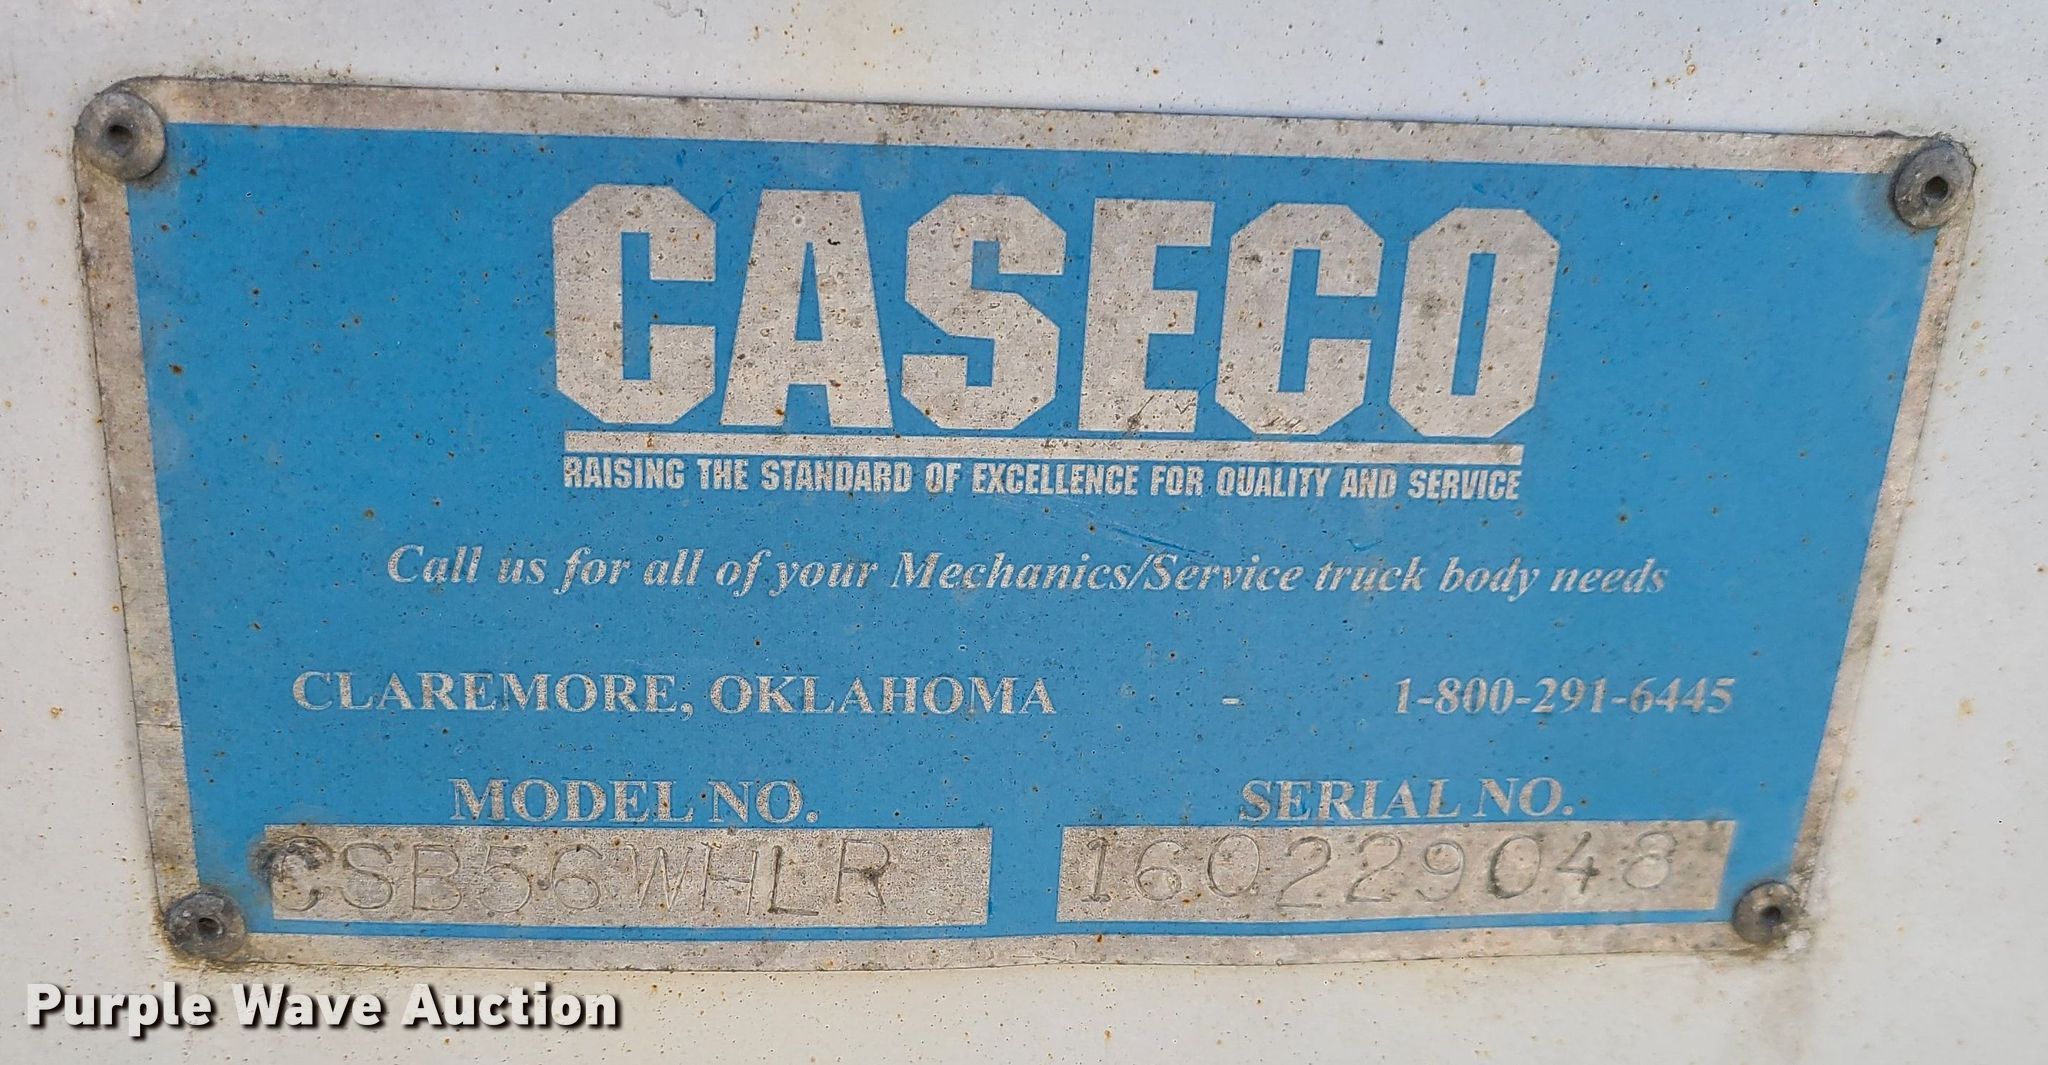 CASECO
RAISING THE STANDARD OF EXCELLENCE FOR QUALITY AND SERVICE
Call us for all of your Mechanics/Service truck body needs
CLAREMORE, OKLAHOMA - 1-800-291-6445
MODEL NO. SERIAL NO.
CSB56WHLR 160229048
Purple Wave Auction